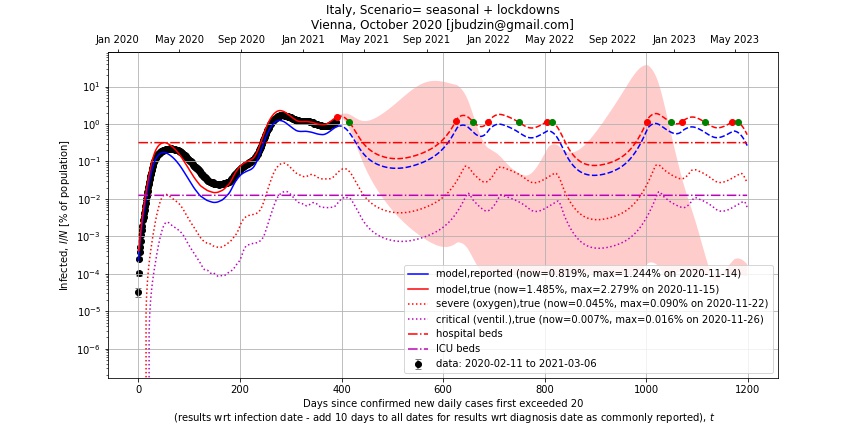 Italy, Scenario= seasonal + lockdowns
Vienna, October 2020 [jbudzin@gmail.com]
Jan 2020 May 2020 Sep 2020 Jan 2021 May 2021 Sep 2021 Jan 2022 May 2022 Sep 2022 Jan 2023 May 2023
10¹
10⁰
10⁻¹
10⁻²
10⁻³
10⁻⁴
10⁻⁵
10⁻⁶
Infected, I/N [% of population]
model,reported (now=0.819%, max=1.244% on 2020-11-14)
model,true (now=1.485%, max=2.279% on 2020-11-15)
severe (oxygen),true (now=0.045%, max=0.090% on 2020-11-22)
critical (ventil.),true (now=0.007%, max=0.016% on 2020-11-26)
hospital beds
ICU beds
data: 2020-02-11 to 2021-03-06
0 200 400 600 800 1000 1200
Days since confirmed new daily cases first exceeded 20
(results wrt infection date - add 10 days to all dates for results wrt diagnosis date as commonly reported), t